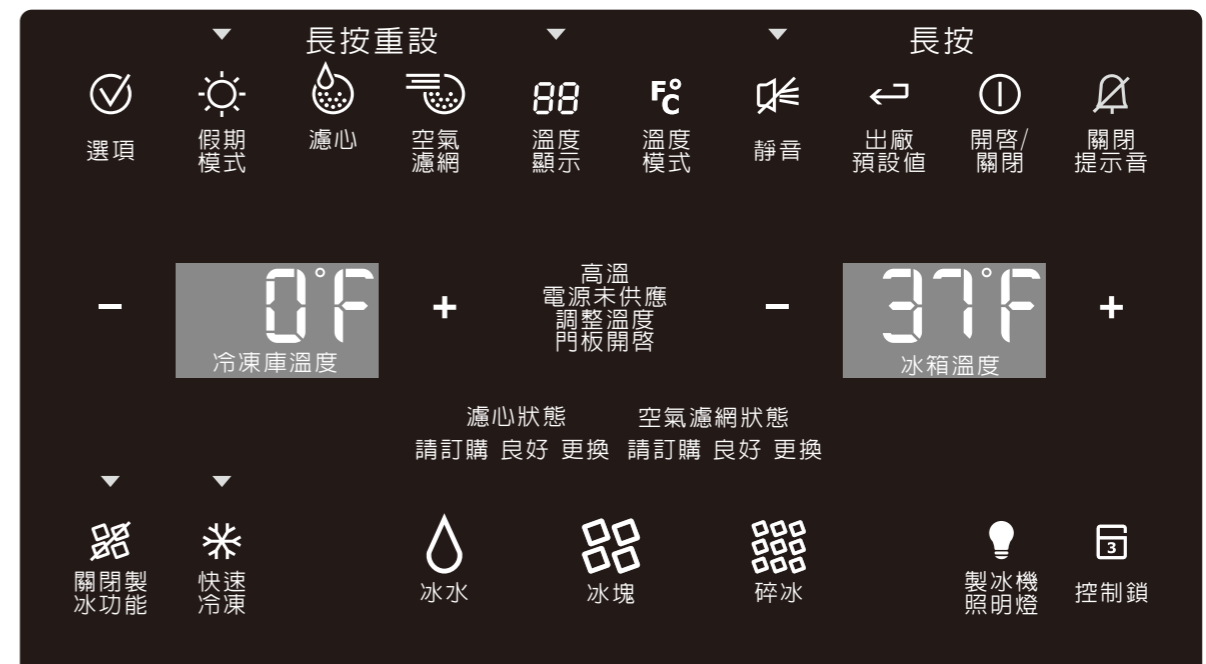 長按重設 長按
88 F°C
選項 假期 濾心 空氣 溫度 溫度 靜音 出廠 開啓/ 關閉
模式 濾網 顯示 模式 預設値 關閉 提示音
高溫
− 0°F + 電源未供應 − 37°F +
調整溫度
門板開啓
冷凍庫溫度 冰箱溫度
濾心狀態 空氣濾網狀態
請訂購 良好 更換 請訂購 良好 更換
3
關閉製 快速 冰水 冰塊 碎冰 製冰機 控制鎖
冰功能 冷凍 照明燈